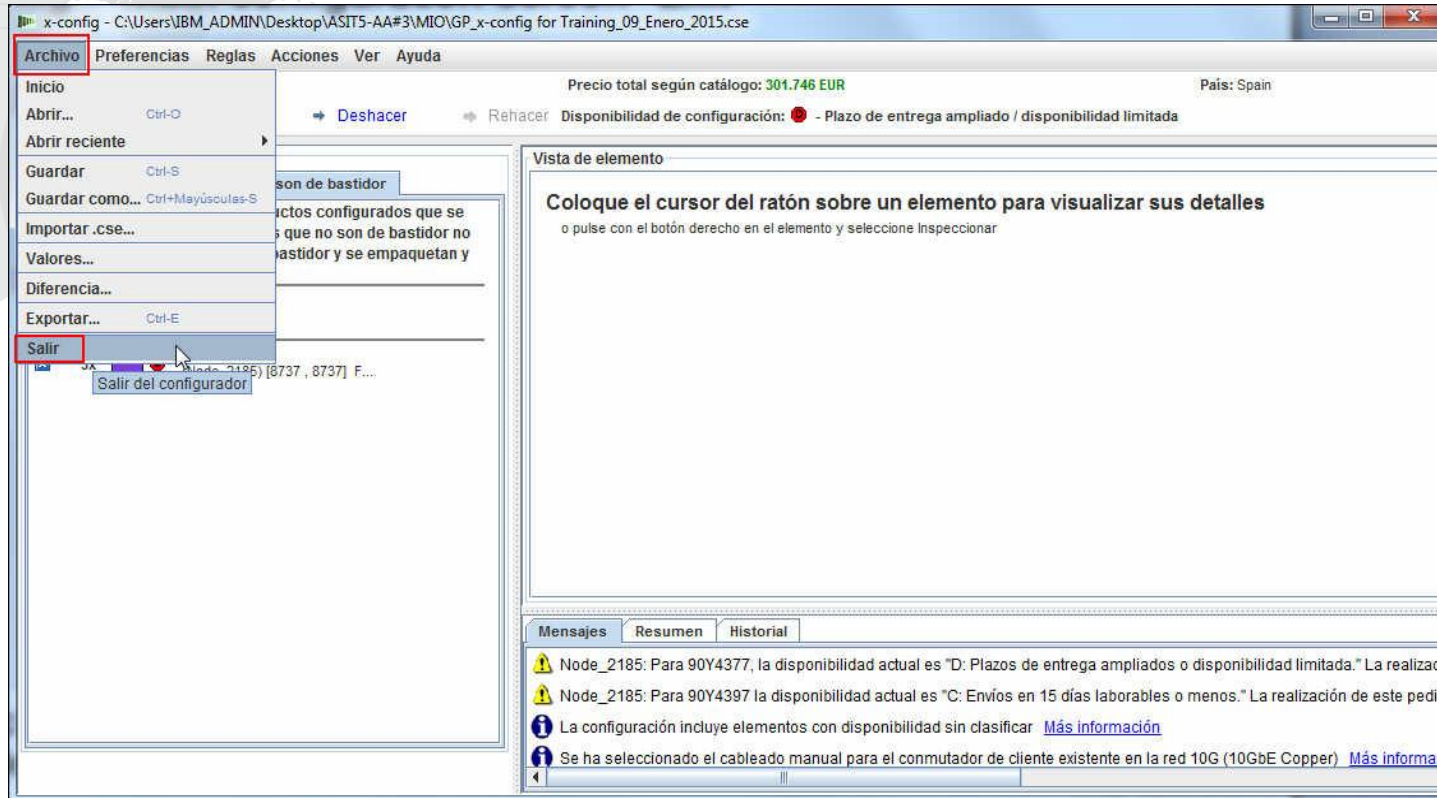 x-config - C:\Users\IBM_ADMIN\Desktop\ASIT5-AA#3\MIO\GP_x-config for Training_09_Enero_2015.cse
Archivo Preferencias Reglas Acciones Ver Ayuda
Inicio
Abrir... Ctrl-O
Abrir reciente
Guardar Ctrl-S
Guardar como... Ctrl+Mayúsculas-S
Importar .cse...
Valores...
Diferencia...
Exportar... Ctrl-E
Salir
Salir del configurador
Precio total según catálogo: 301.746 EUR
País: Spain
Deshacer
Rehacer
Disponibilidad de configuración: D - Plazo de entrega ampliado / disponibilidad limitada
son de bastidor
configurados que se
que no son de bastidor no
bastidor y se empaquetan y
3x
[8737 , 8737] F...
Vista de elemento
Coloque el cursor del ratón sobre un elemento para visualizar sus detalles
o pulse con el botón derecho en el elemento y seleccione Inspeccionar
Mensajes Resumen Historial
Node_2185: Para 90Y4377, la disponibilidad actual es "D: Plazos de entrega ampliados o disponibilidad limitada." La
Node_2185: Para 90Y4397 la disponibilidad actual es "C: Envíos en 15 días laborables o menos." La realización de este
La configuración incluye elementos con disponibilidad sin clasificar Más información
Se ha seleccionado el cableado manual para el conmutador de cliente existente en la red 10G (10GbE Copper) Más